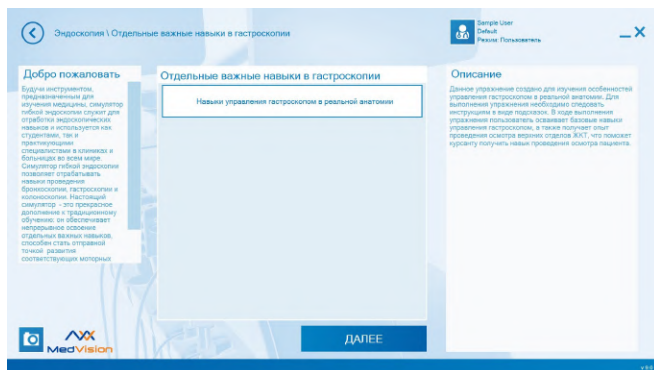 Эндоскопия \ Отдельные важные навыки в гастроскопии
Sample User
Default
Режим: Пользователь
Добро пожаловать
Будучи инструментом,
предназначенным для
изучения медицины, симулятор
гибкой эндоскопии служит для
отработки эндоскопических
навыков и используется как
студентами, так и
практикующими
специалистами в клиниках и
больницах во всем мире.
Симулятор гибкой эндоскопии
позволяет отрабатывать
навыки проведения
бронхоскопии, гастроскопии и
колоноскопии. Настоящий
симулятор - это прекрасное
дополнение к традиционному
обучению: он обеспечивает
непрерывное освоение
отдельных важных навыков,
способен стать отправной
точкой развития
соответствующих моторных
Отдельные важные навыки в гастроскопии
Навыки управления гастроскопом в реальной анатомии
Описание
Данное упражнение создано для изучения особенностей
управления гастроскопом в реальной анатомии. Для
выполнения упражнения необходимо следовать
инструкциям в виде подсказок. В ходе выполнения
упражнения пользователь осваивает базовые навыки
управления гастроскопом, а также получает опыт
проведения осмотра верхних отделов ЖКТ, что поможет
курсанту получить навык проведения осмотра пациента.
MedVision
ДАЛЕЕ